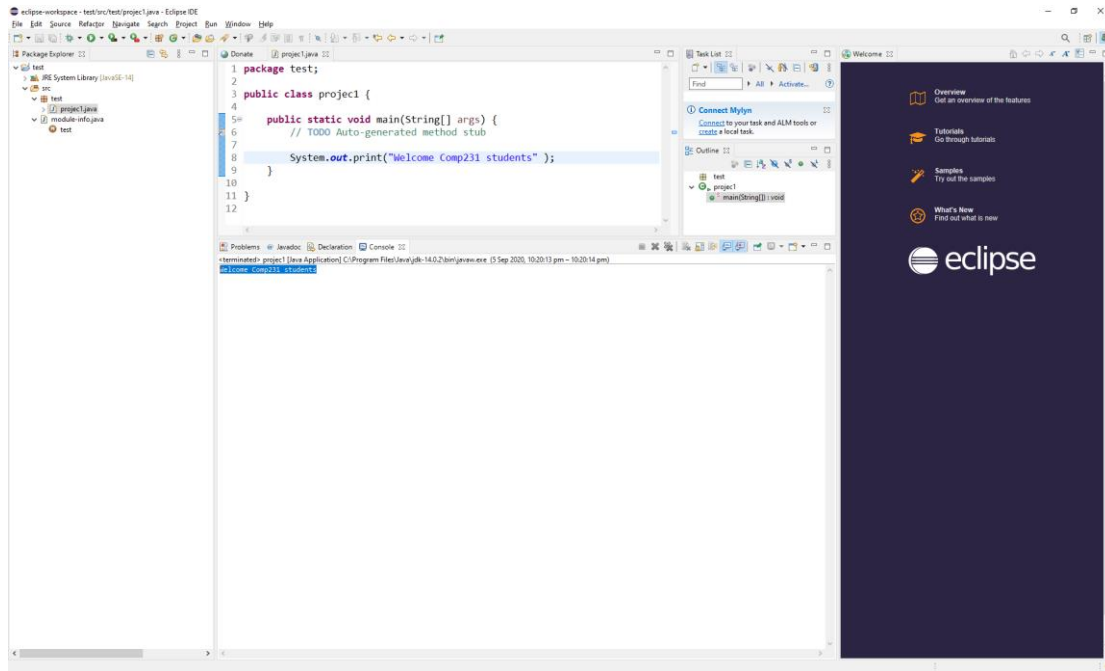 eclipse-workspace - test/src/test/projec1.java - Eclipse IDE
File Edit Source Refactor Navigate Search Project Run Window Help
Package Explorer
test
JRE System Library [JavaSE-14]
src
test
projec1.java
module-info.java
test
Donate projec1.java
1 package test;
2
3 public class projec1 {
4
5 public static void main(String[] args) {
6 // TODO Auto-generated method stub
7
8 System.out.print("Welcome Comp231 students" );
9 }
10
11 }
12
Task List
Find All Activate...
Connect Mylyn
Connect to your task and ALM tools or
create a local task.
Outline
test
projec1
main(String[]) : void
Problems Javadoc Declaration Console
<terminated> projec1 [Java Application] C:\Program Files\Java\jdk-14.0.2\bin\javaw.exe (5 Sep 2020, 10:20:13 pm – 10:20:14 pm)
Welcome Comp231 students
Welcome
Overview
Get an overview of the features
Tutorials
Go through tutorials
Samples
Try out the samples
What's New
Find out what is new
eclipse